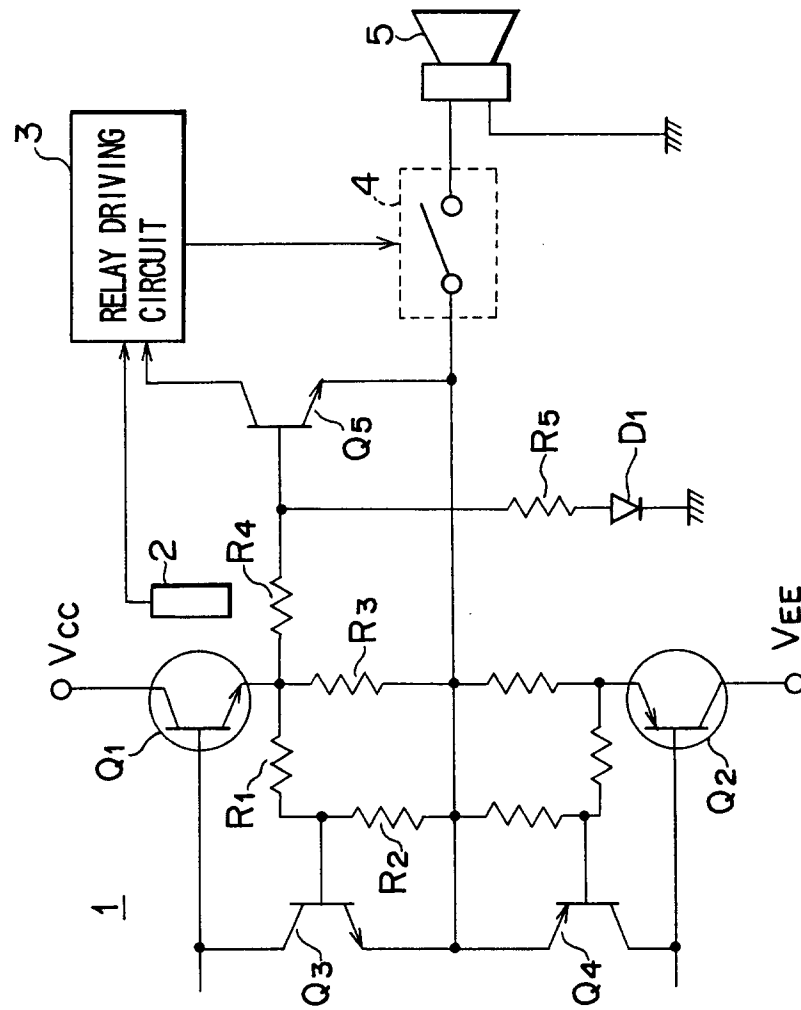 5
3
RELAY DRIVING
CIRCUIT
4
Q5
R5
D1
2
R4
VCC
R3
VEE
Q1
R1
R2
Q2
1
Q3
Q4